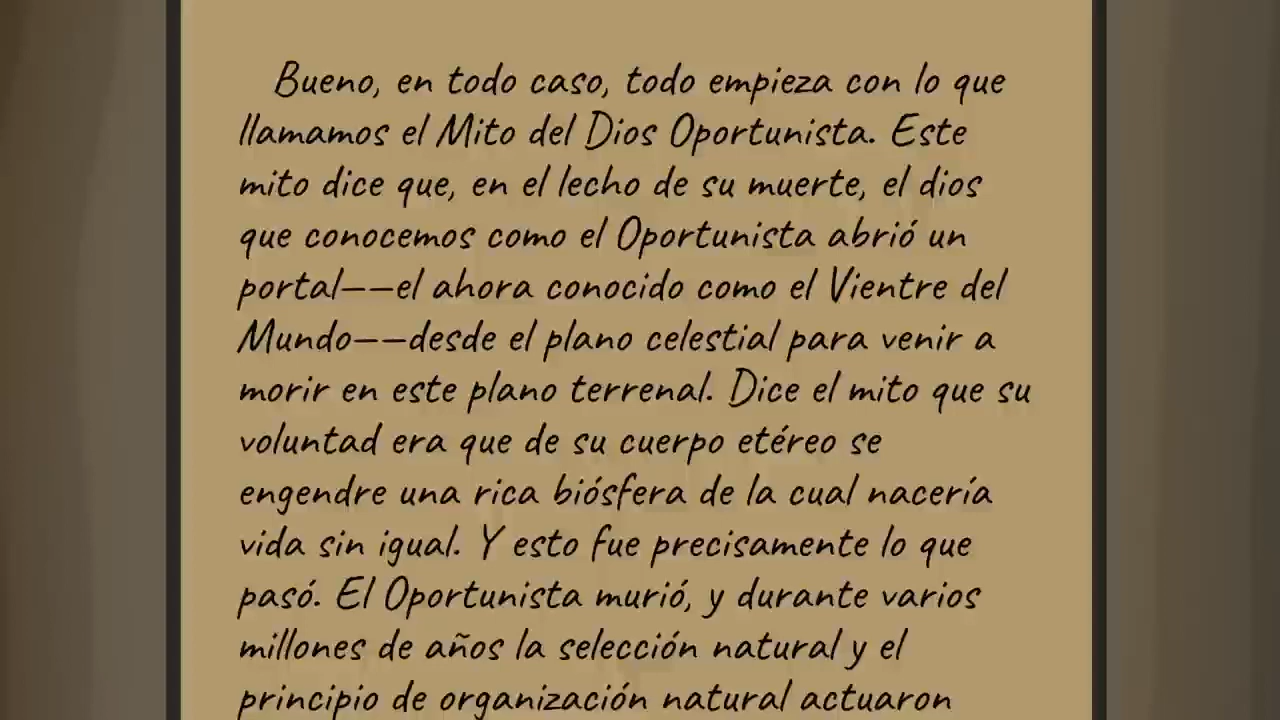 Bueno, en todo caso, todo empieza con lo que
llamamos el Mito del Dios Oportunista. Este
mito dice que, en el lecho de su muerte, el dios
que conocemos como el Oportunista abrió un
portal——el ahora conocido como el Vientre del
Mundo——desde el plano celestial para venir a
morir en este plano terrenal. Dice el mito que su
voluntad era que de su cuerpo etéreo se
engendre una rica biósfera de la cual nacería
vida sin igual. Y esto fue precisamente lo que
pasó. El Oportunista murió, y durante varios
millones de años la selección natural y el
principio de organización natural actuaron